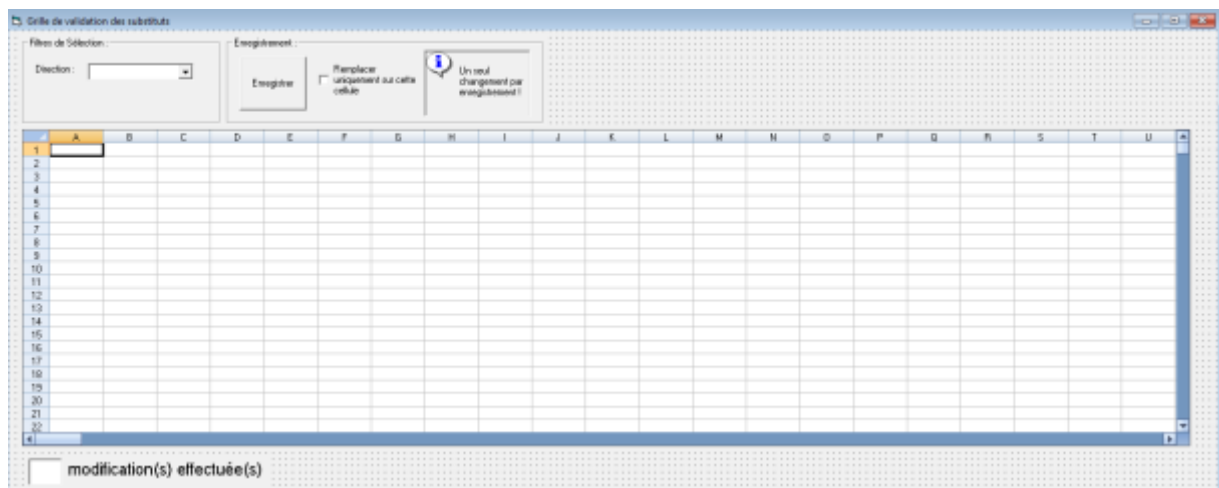 Grille de validation des substituts
Filtres de Sélection :
Direction :
Enregistrement :
Enregistrer
Remplacer
uniquement sur cette
cellule
Un seul
changement par
enregistrement !
A B C D E F G H I J K L M N O P Q R S T U
1
2
3
4
5
6
7
8
9
10
11
12
13
14
15
16
17
18
19
20
21
22
modification(s) effectuée(s)